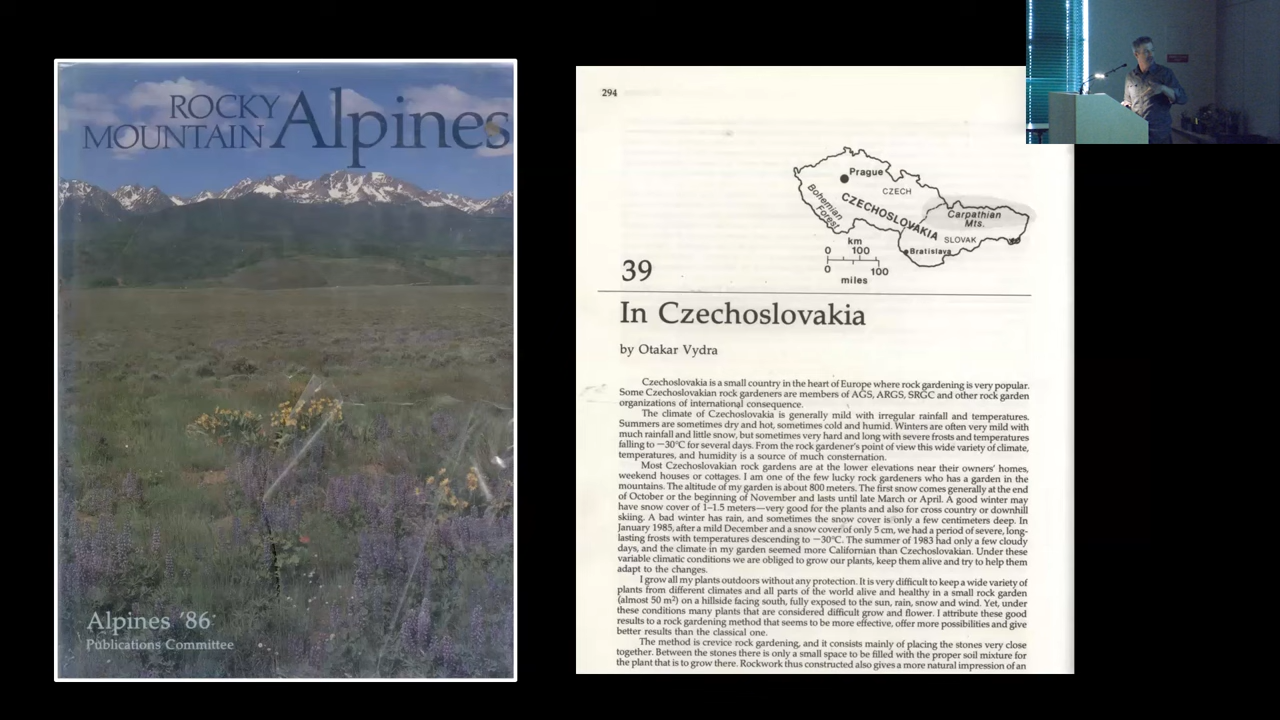 ROCKY
MOUNTAIN Alpines
Alpines '86
Publications Committee
294
Prague
CZECH
Bohemian
Forest
CZECHOSLOVAKIA
Carpathian
Mts.
SLOVAK
Bratislava
km
0 100
0 100
miles
39
In Czechoslovakia
by Otakar Vydra
Czechoslovakia is a small country in the heart of Europe where rock gardening is very popular.
Some Czechoslovakian rock gardeners are members of AGS, ARGS, SRGC and other rock garden
organizations of international consequence.
The climate of Czechoslovakia is generally mild with irregular rainfall and temperatures.
Summers are sometimes dry and hot, sometimes cold and humid. Winters are often very mild with
much rainfall and little snow, but sometimes very hard and long with severe frosts and temperatures
falling to −30°C for several days. From the rock gardener's point of view this wide variety of climate,
temperatures, and humidity is a source of much consternation.
Most Czechoslovakian rock gardens are at the lower elevations near their owners' homes,
weekend houses or cottages. I am one of the few lucky rock gardeners who has a garden in the
mountains. The altitude of my garden is about 800 meters. The first snow comes generally at the end
of October or the beginning of November and lasts until late March or April. A good winter may
have snow cover of 1–1.5 meters—very good for the plants and also for cross country or downhill
skiing. A bad winter has rain, and sometimes the snow cover is only a few centimeters deep. In
January 1985, after a mild December and a snow cover of only 5 cm, we had a period of severe, long-
lasting frosts with temperatures descending to −30°C. The summer of 1983 had only a few cloudy
days, and the climate in my garden seemed more Californian than Czechoslovakian. Under these
variable climatic conditions we are obliged to grow our plants, keep them alive and try to help them
adapt to the changes.
I grow all my plants outdoors without any protection. It is very difficult to keep a wide variety of
plants from different climates and all parts of the world alive and healthy in a small rock garden
(almost 50 m²) on a hillside facing south, fully exposed to the sun, rain, snow and wind. Yet, under
these conditions many plants that are considered difficult grow and flower. I attribute these good
results to a rock gardening method that seems to be more effective, offer more possibilities and give
better results than the classical one.
The method is crevice rock gardening, and it consists mainly of placing the stones very close
together. Between the stones there is only a small space to be filled with the proper soil mixture for
the plant that is to grow there. Rockwork thus constructed also gives a more natural impression of an